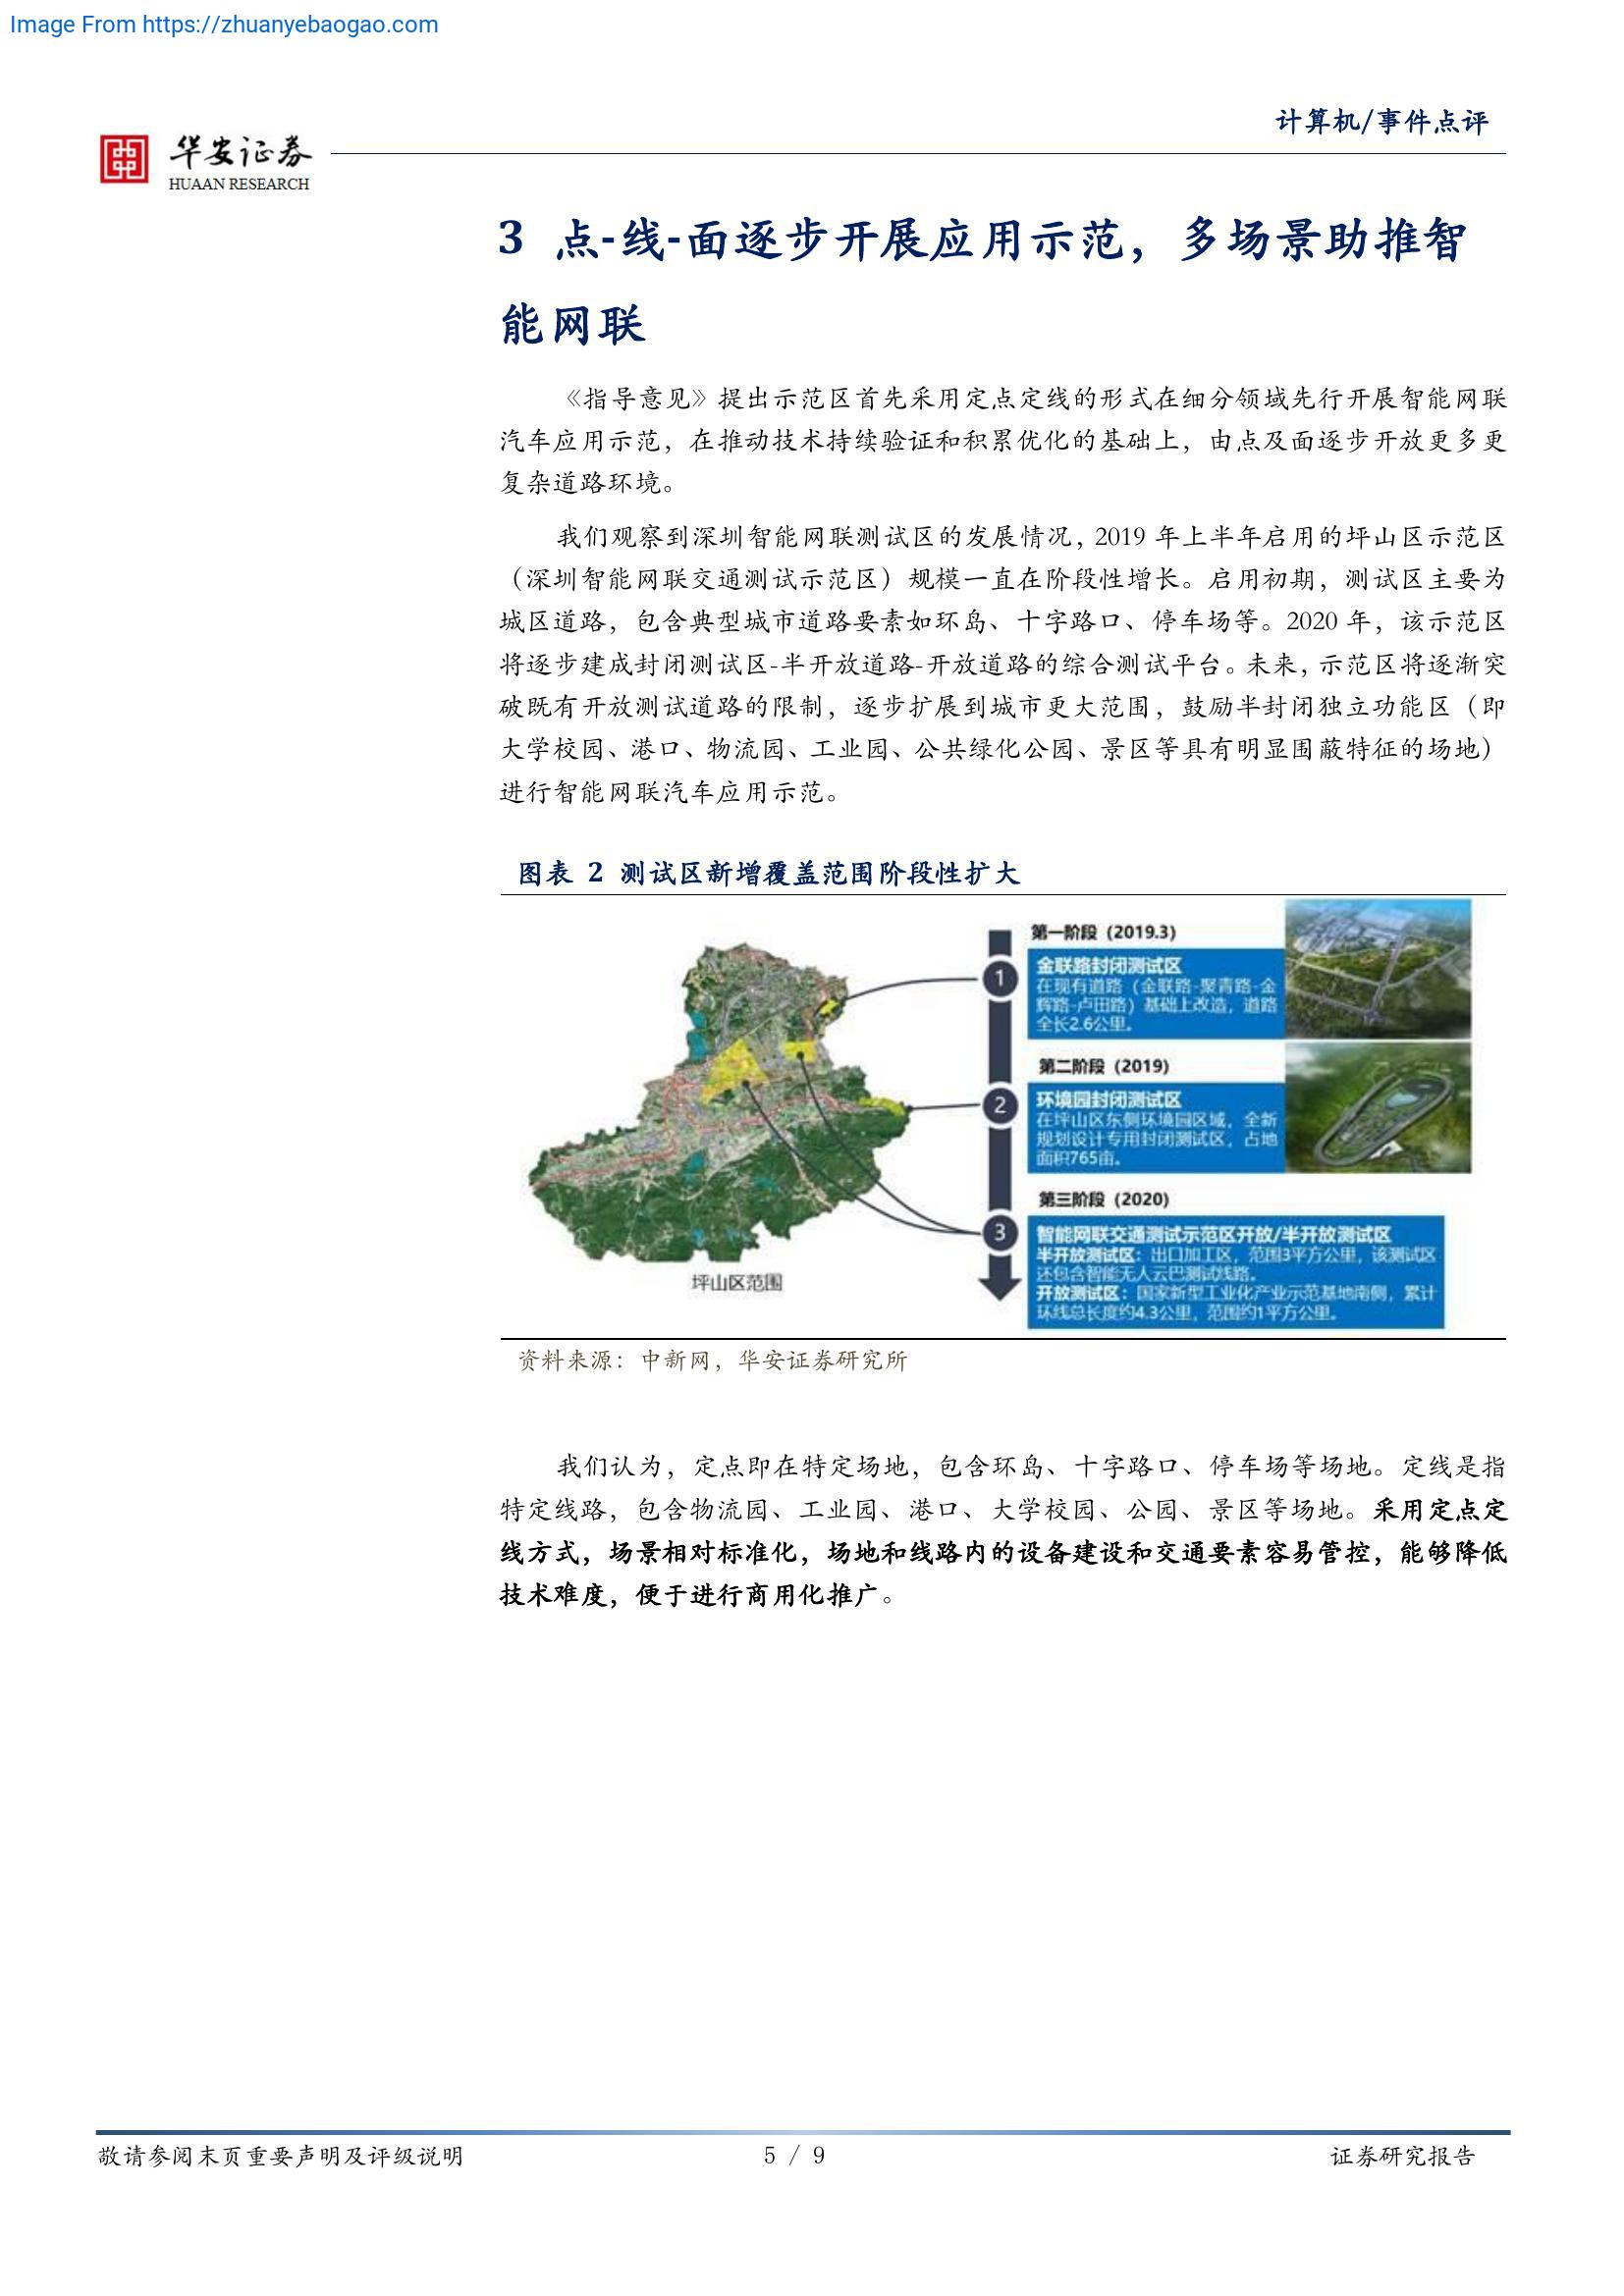 Image From https://zhuanyebaogao.com
计算机/事件点评
华安证券
HUAAN RESEARCH
3 点-线-面逐步开展应用示范，多场景助推智
能网联
《指导意见》提出示范区首先采用定点定线的形式在细分领域先行开展智能网联
汽车应用示范，在推动技术持续验证和积累优化的基础上，由点及面逐步开放更多更
复杂道路环境。
我们观察到深圳智能网联测试区的发展情况，2019 年上半年启用的坪山区示范区
（深圳智能网联交通测试示范区）规模一直在阶段性增长。启用初期，测试区主要为
城区道路，包含典型城市道路要素如环岛、十字路口、停车场等。2020 年，该示范区
将逐步建成封闭测试区-半开放道路-开放道路的综合测试平台。未来，示范区将逐渐突
破既有开放测试道路的限制，逐步扩展到城市更大范围，鼓励半封闭独立功能区（即
大学校园、港口、物流园、工业园、公共绿化公园、景区等具有明显围蔽特征的场地）
进行智能网联汽车应用示范。
图表 2 测试区新增覆盖范围阶段性扩大
第一阶段（2019.3）
1
金联路封闭测试区
在现有道路（金联路-聚青路-金
辉路-卢田路）基础上改造，道路
全长2.6公里。
第二阶段（2019）
2
环境园封闭测试区
在坪山区东侧环境园区域，全新
规划设计专用封闭测试区，占地
面积765亩。
第三阶段（2020）
3
智能网联交通测试示范区开放/半开放测试区
半开放测试区：出口加工区，范围3平方公里，该测试区
还包含智能无人云巴测试线路。
开放测试区：国家新型工业化产业示范基地南侧，累计
环线总长度约4.3公里，范围约1平方公里。
坪山区范围
资料来源：中新网，华安证券研究所
我们认为，定点即在特定场地，包含环岛、十字路口、停车场等场地。定线是指
特定线路，包含物流园、工业园、港口、大学校园、公园、景区等场地。采用定点定
线方式，场景相对标准化，场地和线路内的设备建设和交通要素容易管控，能够降低
技术难度，便于进行商用化推广。
敬请参阅末页重要声明及评级说明
5 / 9
证券研究报告